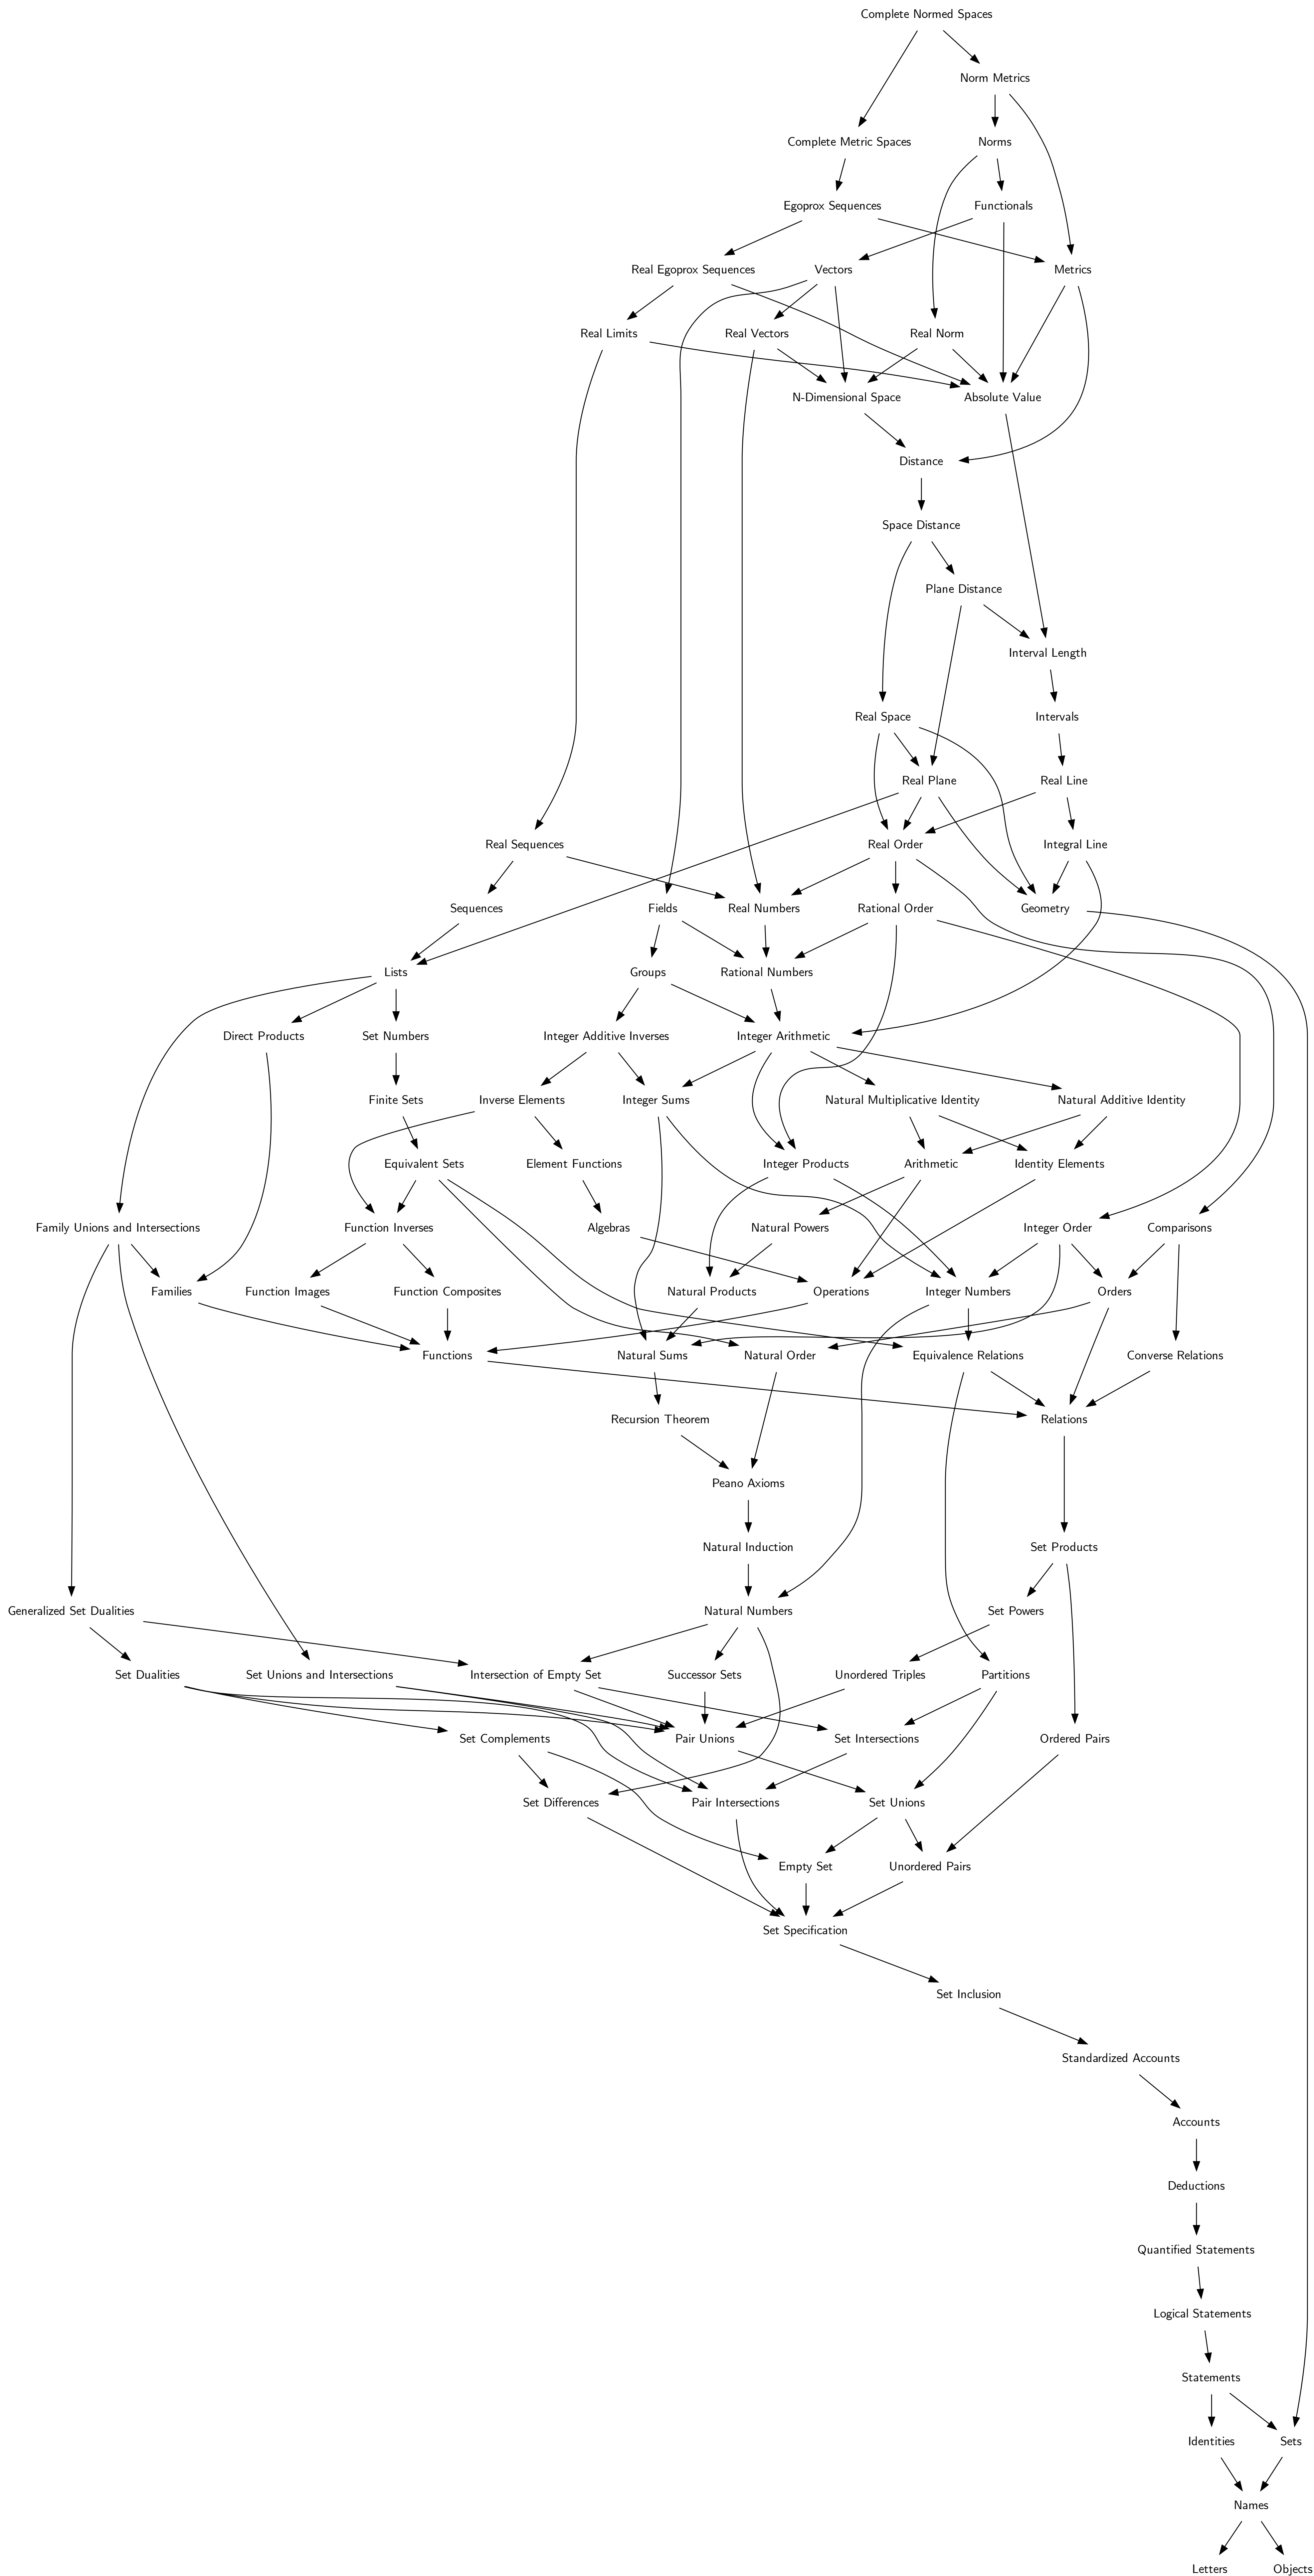 Complete Normed Spaces
Norm Metrics
Complete Metric Spaces
Norms
Egoprox Sequences
Functionals
Real Egoprox Sequences
Vectors
Metrics
Real Limits
Real Vectors
Real Norm
N-Dimensional Space
Absolute Value
Distance
Space Distance
Plane Distance
Interval Length
Real Space
Intervals
Real Plane
Real Line
Real Sequences
Real Order
Integral Line
Sequences
Fields
Real Numbers
Rational Order
Geometry
Lists
Groups
Rational Numbers
Direct Products
Set Numbers
Integer Additive Inverses
Integer Arithmetic
Finite Sets
Inverse Elements
Integer Sums
Natural Multiplicative Identity
Natural Additive Identity
Equivalent Sets
Element Functions
Integer Products
Arithmetic
Identity Elements
Family Unions and Intersections
Function Inverses
Algebras
Natural Powers
Integer Order
Comparisons
Families
Function Images
Function Composites
Natural Products
Operations
Integer Numbers
Orders
Functions
Natural Sums
Natural Order
Equivalence Relations
Converse Relations
Recursion Theorem
Relations
Peano Axioms
Natural Induction
Set Products
Generalized Set Dualities
Natural Numbers
Set Powers
Set Dualities
Set Unions and Intersections
Intersection of Empty Set
Successor Sets
Unordered Triples
Partitions
Set Complements
Pair Unions
Set Intersections
Ordered Pairs
Set Differences
Pair Intersections
Set Unions
Empty Set
Unordered Pairs
Set Specification
Set Inclusion
Standardized Accounts
Accounts
Deductions
Quantified Statements
Logical Statements
Statements
Identities
Sets
Names
Letters
Objects